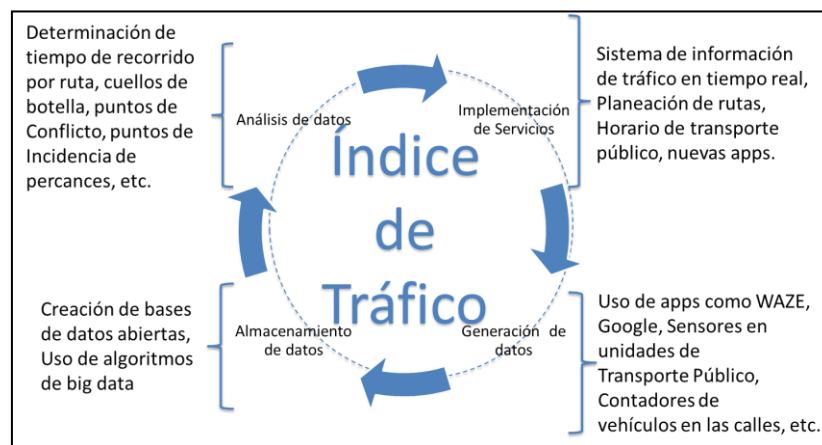 Determinación de
tiempo de recorrido
por ruta, cuellos de
botella, puntos de
Conflicto, puntos de
Incidencia de
percances, etc.
Análisis de datos
Implementación
de Servicios
Sistema de información
de tráfico en tiempo real,
Planeación de rutas,
Horario de transporte
público, nuevas apps.
Índice
de
Tráfico
Creación de bases
de datos abiertas,
Uso de algoritmos
de big data
Almacenamiento
de datos
Generación de
datos
Uso de apps como WAZE,
Google, Sensores en
unidades de
Transporte Público,
Contadores de
vehículos en las calles, etc.